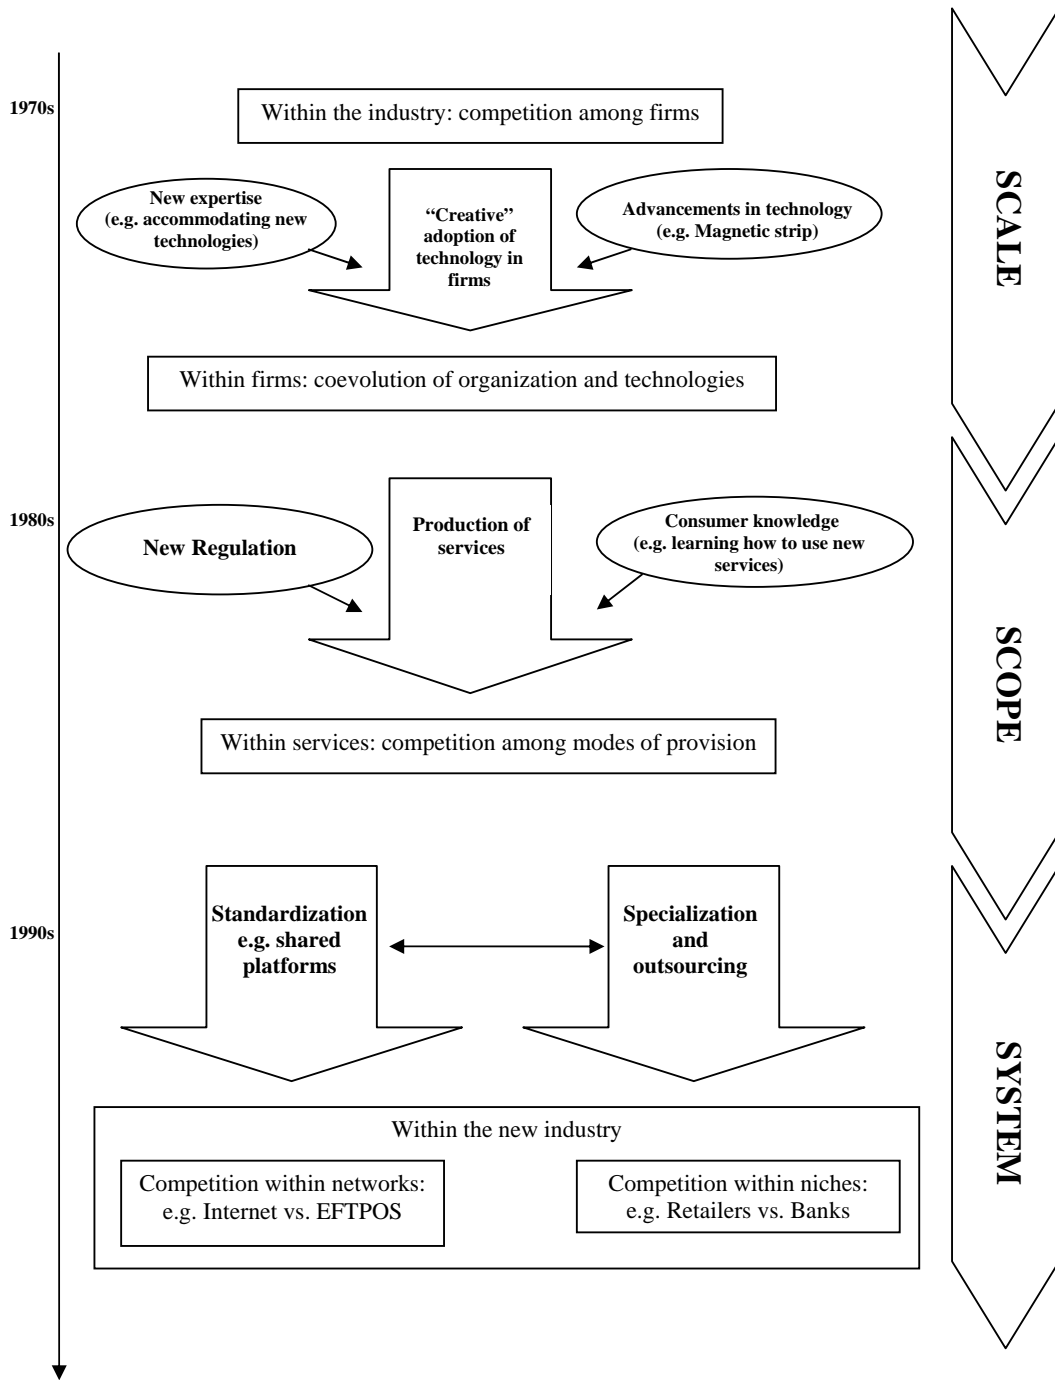 1970s
Within the industry: competition among firms
New expertise
(e.g. accommodating new
technologies)
“Creative”
adoption of
technology in
firms
Advancements in technology
(e.g. Magnetic strip)
SCALE
Within firms: coevolution of organization and technologies
1980s
New Regulation
Production of
services
Consumer knowledge
(e.g. learning how to use new
services)
SCOPE
Within services: competition among modes of provision
1990s
Standardization
e.g. shared
platforms
Specialization
and
outsourcing
SYSTEM
Within the new industry
Competition within networks:
e.g. Internet vs. EFTPOS
Competition within niches:
e.g. Retailers vs. Banks